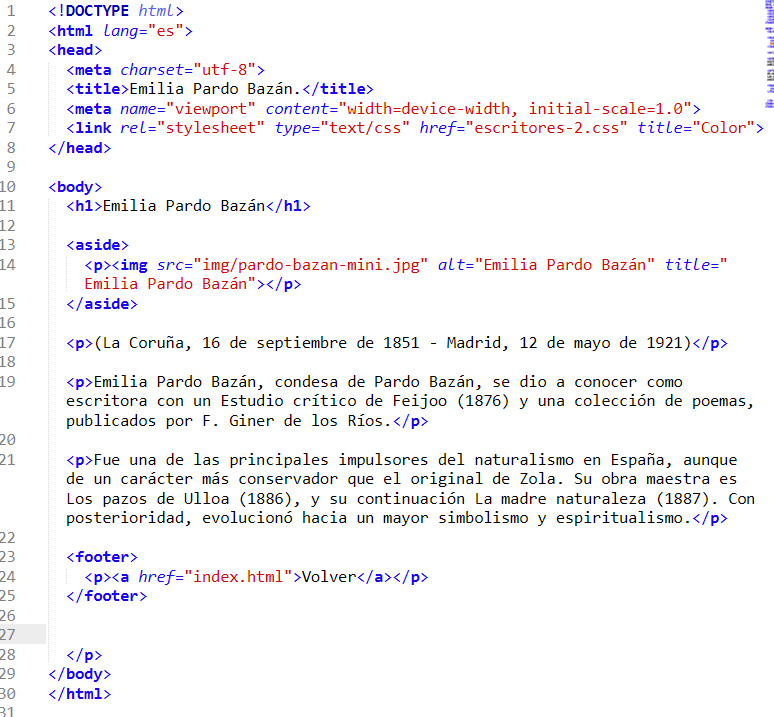 1 <!DOCTYPE html>
2 <html lang="es">
3 <head>
4   <meta charset="utf-8">
5   <title>Emilia Pardo Bazán.</title>
6   <meta name="viewport" content="width=device-width, initial-scale=1.0">
7   <link rel="stylesheet" type="text/css" href="escritores-2.css" title="Color">
8 </head>
9
10 <body>
11   <h1>Emilia Pardo Bazán</h1>
12
13   <aside>
14     <p><img src="img/pardo-bazan-mini.jpg" alt="Emilia Pardo Bazán" title="
Emilia Pardo Bazán"></p>
15   </aside>
16
17   <p>(La Coruña, 16 de septiembre de 1851 - Madrid, 12 de mayo de 1921)</p>
18
19   <p>Emilia Pardo Bazán, condesa de Pardo Bazán, se dio a conocer como
escritora con un Estudio crítico de Feijoo (1876) y una colección de poemas,
publicados por F. Giner de los Ríos.</p>
20
21   <p>Fue una de las principales impulsores del naturalismo en España, aunque
de un carácter más conservador que el original de Zola. Su obra maestra es
Los pazos de Ulloa (1886), y su continuación La madre naturaleza (1887). Con
posterioridad, evolucionó hacia un mayor simbolismo y espiritualismo.</p>
22
23   <footer>
24     <p><a href="index.html">Volver</a></p>
25   </footer>
26
27
28   </p>
29 </body>
30 </html>
31